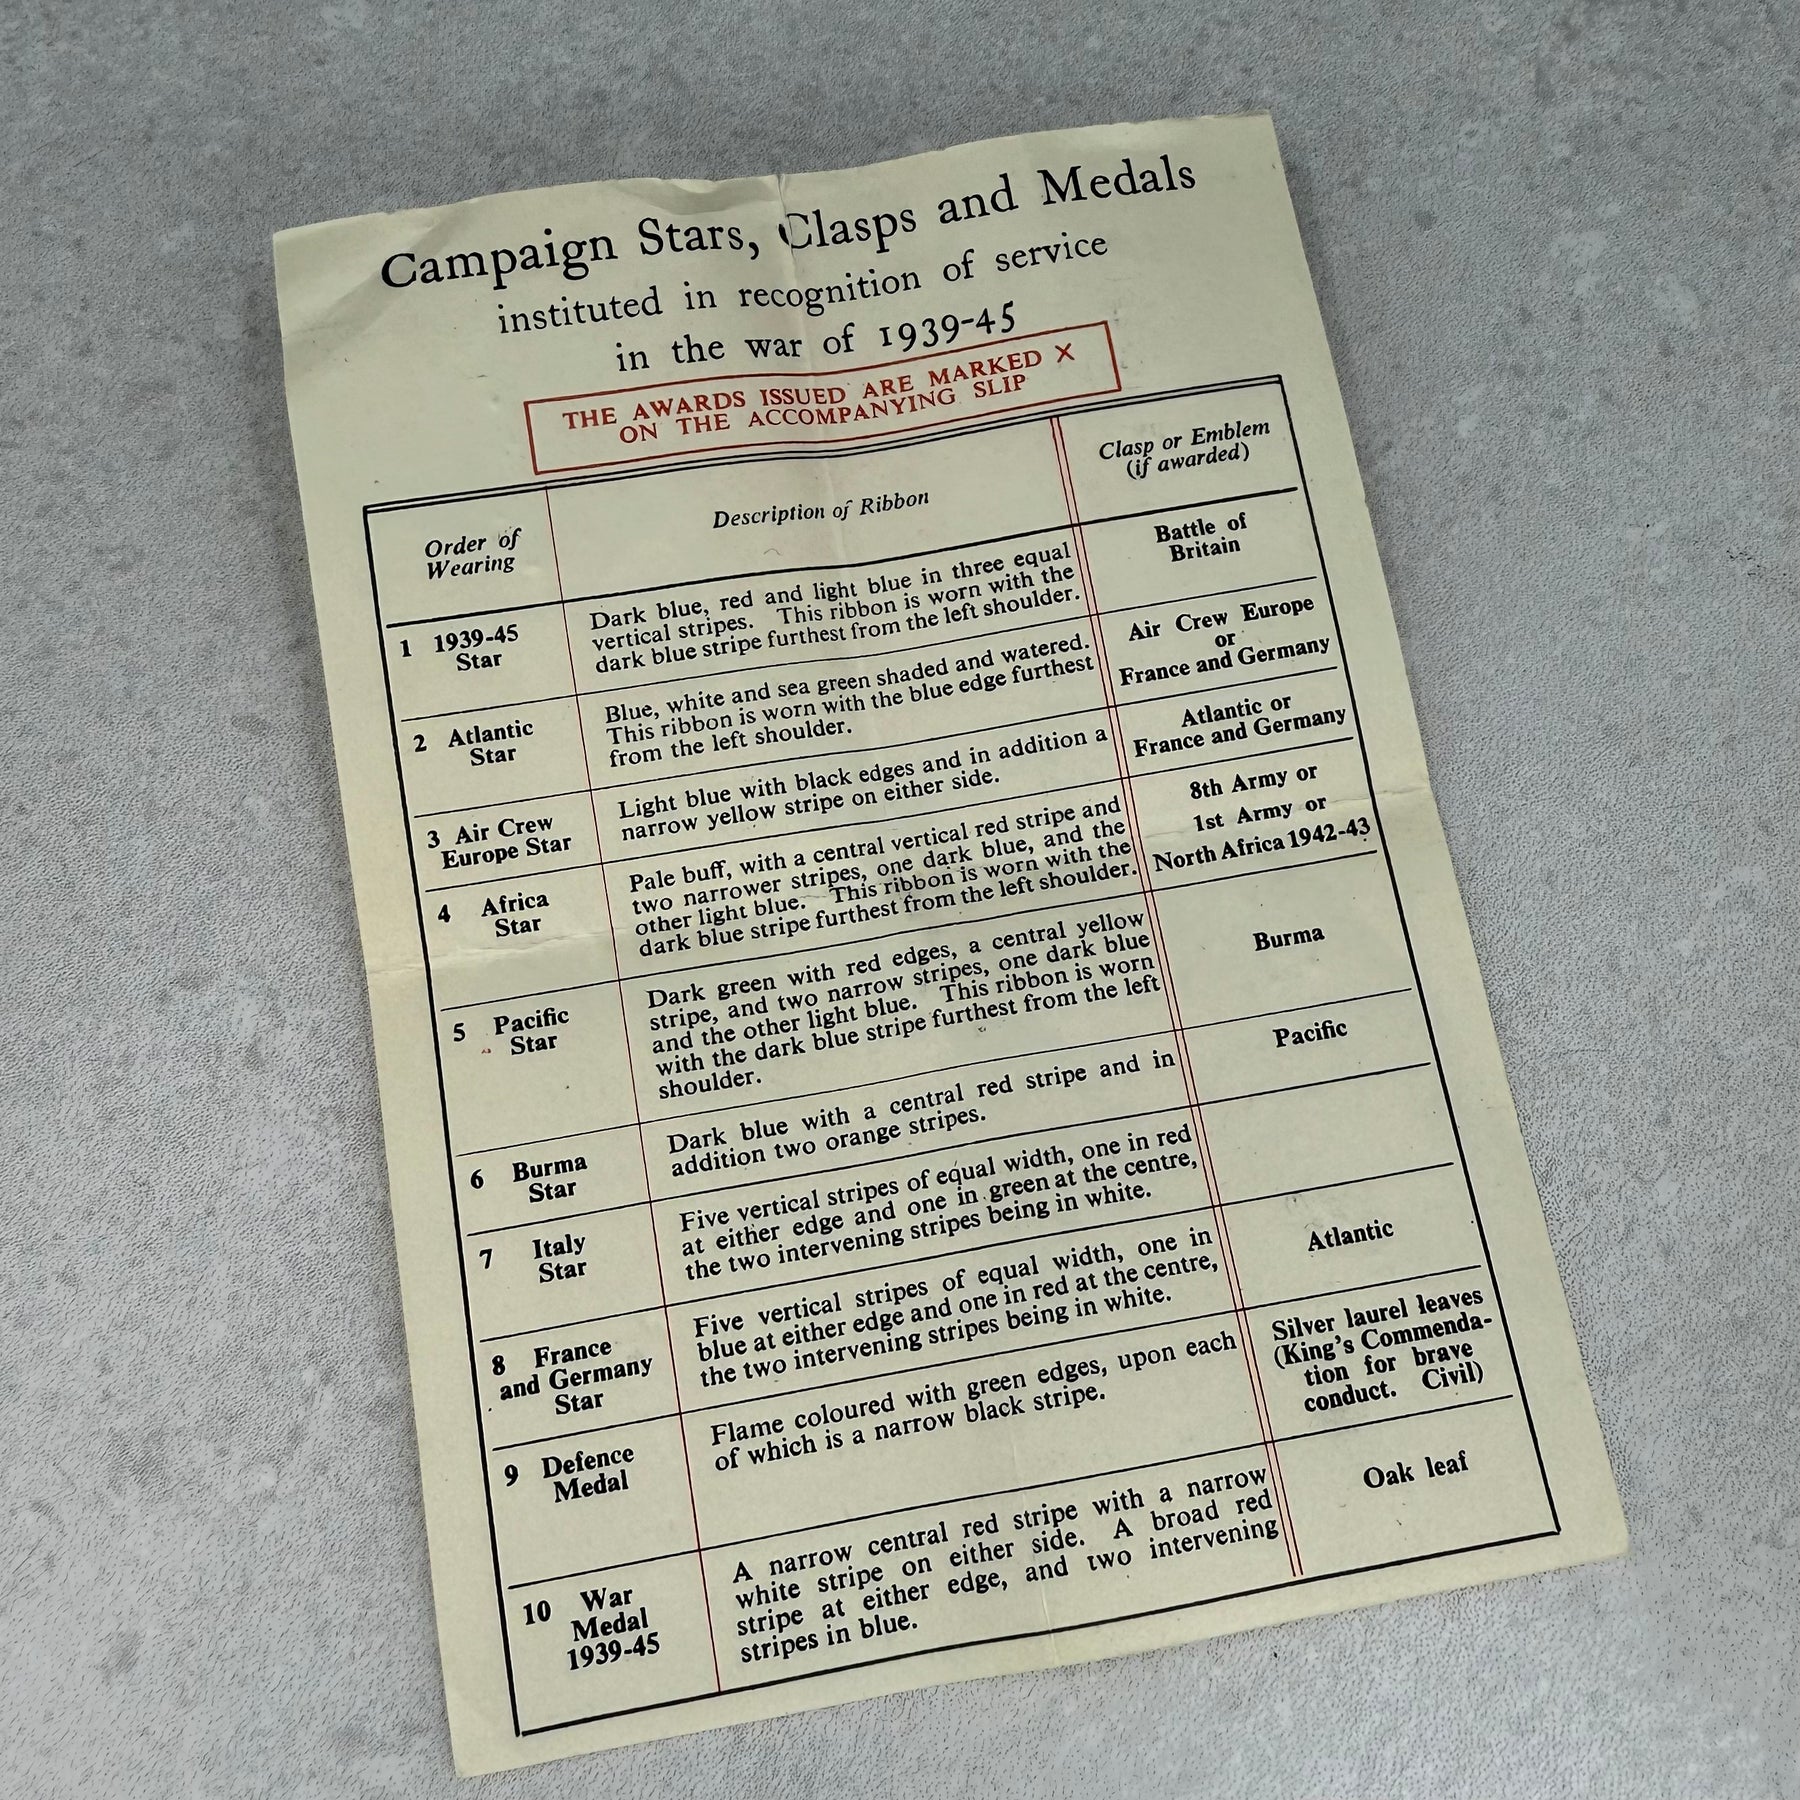 Campaign Stars, Clasps and Medals
instituted in recognition of service
in the war of 1939-45
THE AWARDS ISSUED ARE MARKED X
ON THE ACCOMPANYING SLIP
Order of
Wearing
Description of Ribbon
Clasp or Emblem
(if awarded)
1 1939-45
Star
Dark blue, red and light blue in three equal
vertical stripes. This ribbon is worn with the
dark blue stripe furthest from the left shoulder.
Battle of
Britain
2 Atlantic
Star
Blue, white and sea green shaded and watered.
This ribbon is worn with the blue edge furthest
from the left shoulder.
Air Crew Europe
or
France and Germany
3 Air Crew
Europe Star
Light blue with black edges and in addition a
narrow yellow stripe on either side.
Atlantic or
France and Germany
4 Africa
Star
Pale buff, with a central vertical red stripe and
two narrower stripes, one dark blue, and the
other light blue. This ribbon is worn with the
dark blue stripe furthest from the left shoulder.
8th Army or
1st Army or
North Africa 1942-43
5 Pacific
Star
Dark green with red edges, a central yellow
stripe, and two narrow stripes, one dark blue
and the other light blue. This ribbon is worn
with the dark blue stripe furthest from the left
shoulder.
Burma
6 Burma
Star
Dark blue with a central red stripe and in
addition two orange stripes.
Pacific
7 Italy
Star
Five vertical stripes of equal width, one in red
at either edge and one in green at the centre,
the two intervening stripes being in white.
8 France
and Germany
Star
Five vertical stripes of equal width, one in
blue at either edge and one in red at the centre,
the two intervening stripes being in white.
Atlantic
9 Defence
Medal
Flame coloured with green edges, upon each
of which is a narrow black stripe.
Silver laurel leaves
(King's Commenda-
tion for brave
conduct. Civil)
10 War
Medal
1939-45
A narrow central red stripe with a narrow
white stripe on either side. A broad red
stripe at either edge, and two intervening
stripes in blue.
Oak leaf